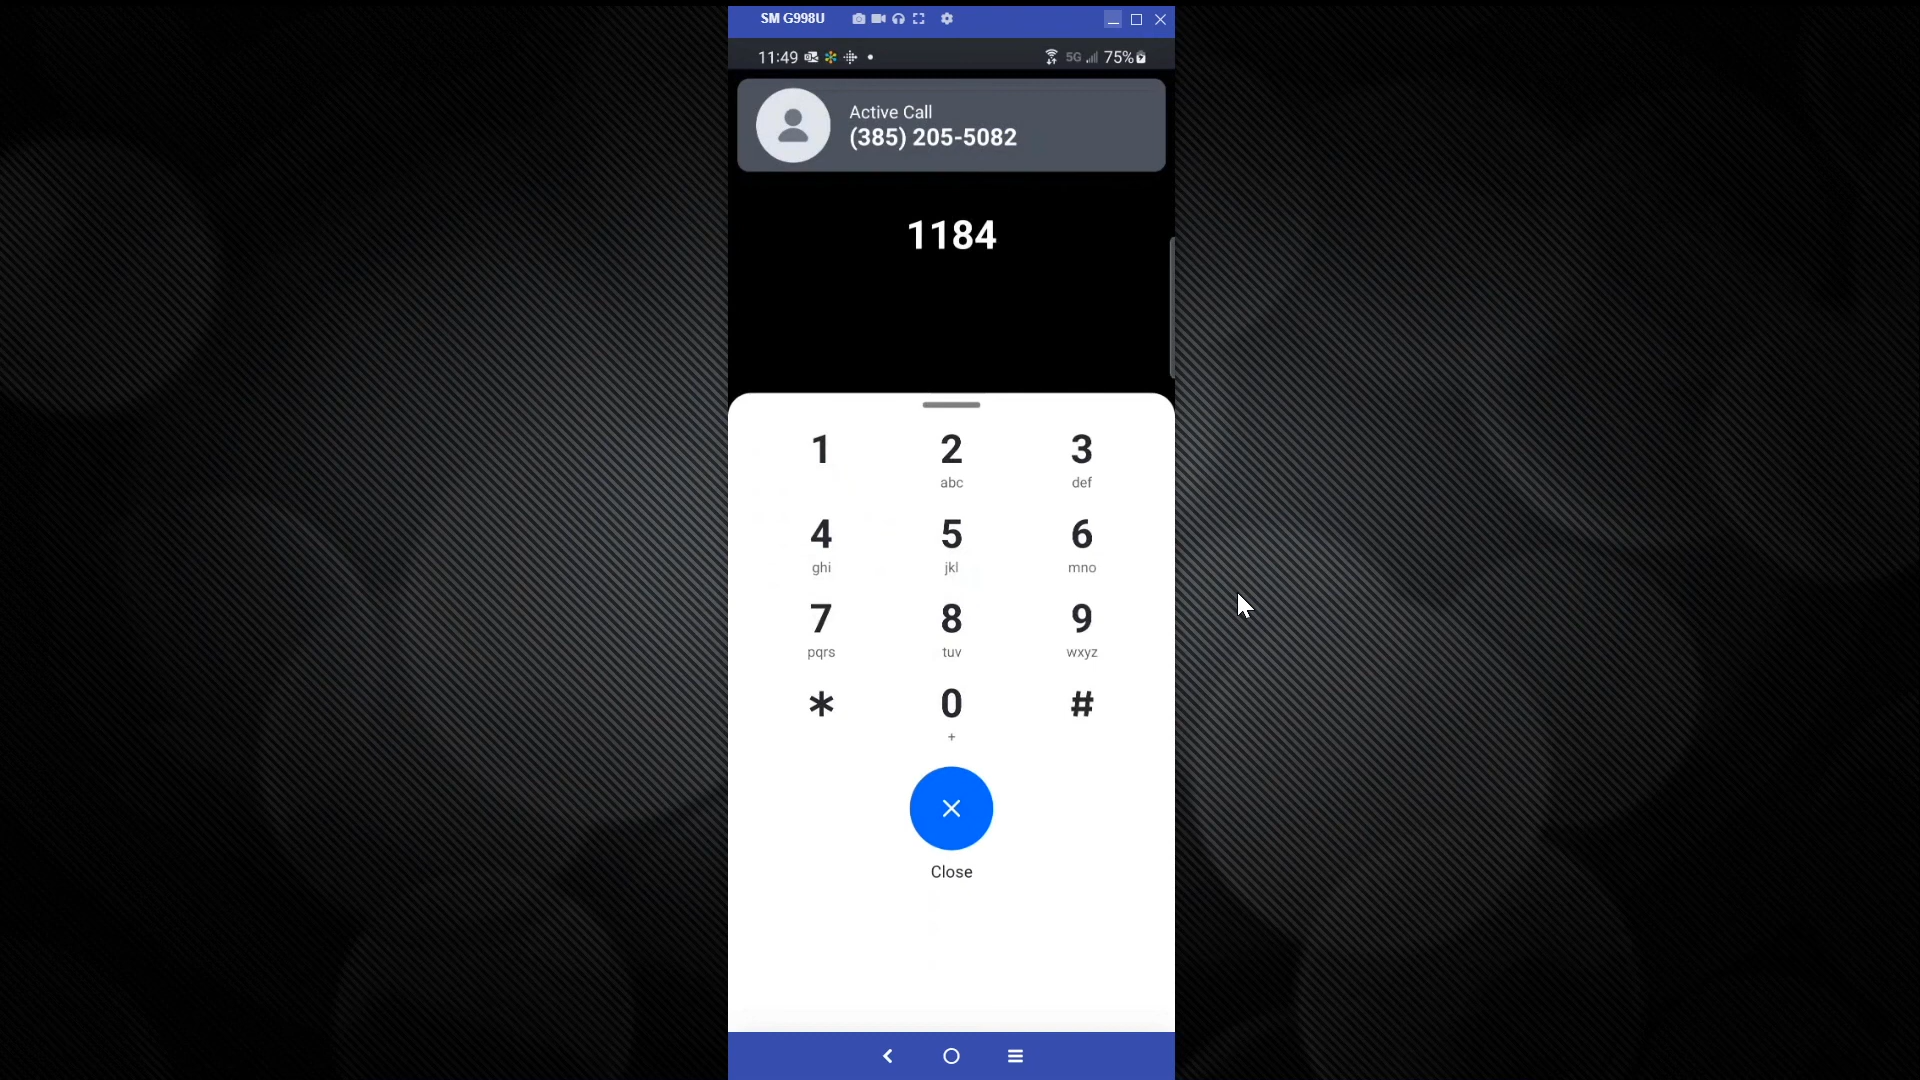 SM G998U
11:49 5G 75%
Active Call
(385) 205-5082
1184
1 2 3
abc def
4 5 6
ghi jkl mno
7 8 9
pqrs tuv wxyz
* 0 #
+
Close